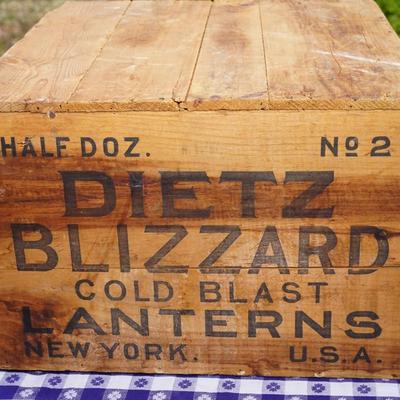 HALF DOZ. No 2
DIETZ
BLIZZARD
COLD BLAST
LANTERNS
NEW YORK. U.S.A.